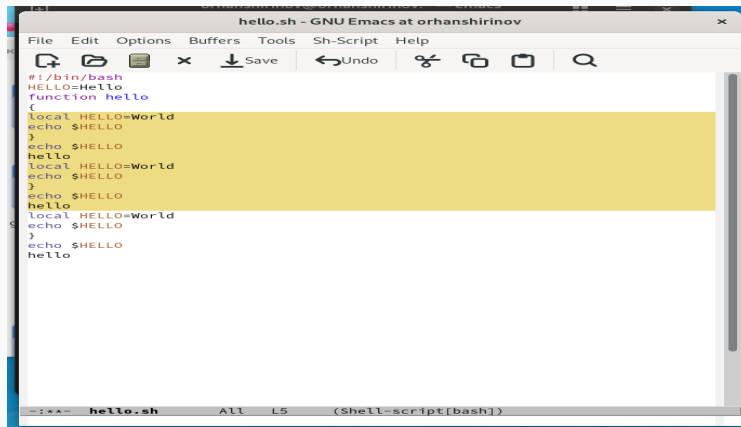 hello.sh - GNU Emacs at orhanshirinov
File Edit Options Buffers Tools Sh-Script Help
Save Undo
#!/bin/bash
HELLO=Hello
function hello
{
local HELLO=World
echo $HELLO
}
echo $HELLO
hello
local HELLO=World
echo $HELLO
}
echo $HELLO
hello
local HELLO=World
echo $HELLO
}
echo $HELLO
hello
-:**- hello.sh All L5 (Shell-script[bash])